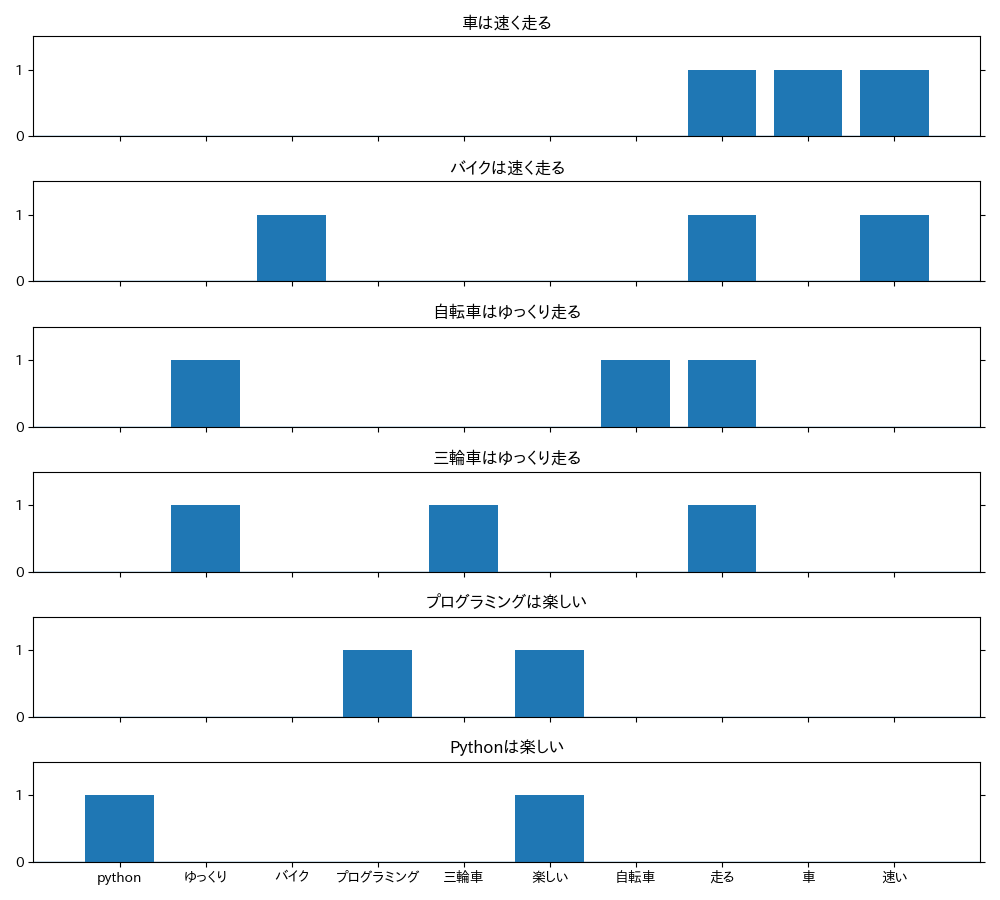 車は速く走る
1
0
バイクは速く走る
1
0
自転車はゆっくり走る
1
0
三輪車はゆっくり走る
1
0
プログラミングは楽しい
1
0
Pythonは楽しい
1
0
python ゆっくり バイク プログラミング 三輪車 楽しい 自転車 走る 車 速い